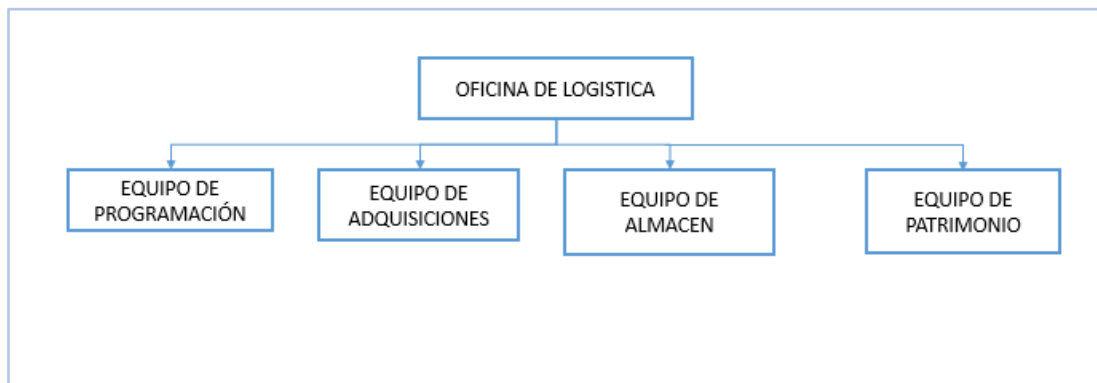 OFICINA DE LOGISTICA
EQUIPO DE
PROGRAMACIÓN
EQUIPO DE
ADQUISICIONES
EQUIPO DE
ALMACEN
EQUIPO DE
PATRIMONIO